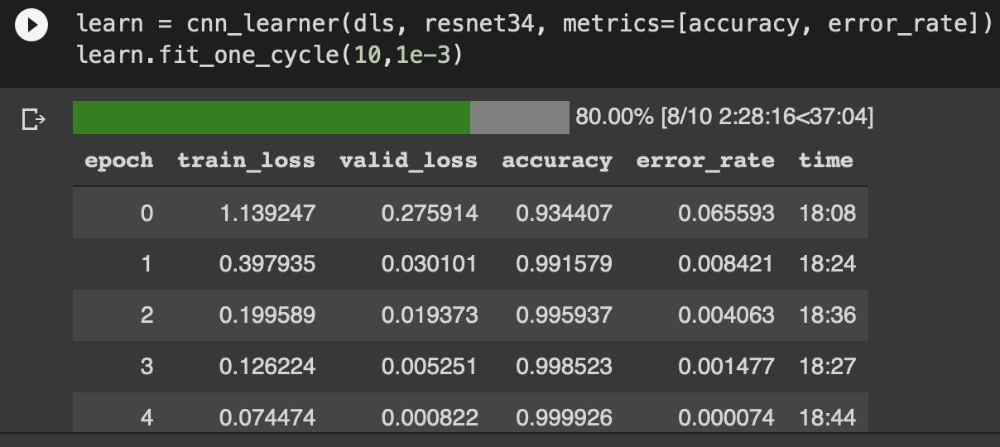 learn = cnn_learner(dls, resnet34, metrics=[accuracy, error_rate])
learn.fit_one_cycle(10,1e-3)
80.00% [8/10 2:28:16<37:04]
epoch train_loss valid_loss accuracy error_rate time
0 1.139247 0.275914 0.934407 0.065593 18:08
1 0.397935 0.030101 0.991579 0.008421 18:24
2 0.199589 0.019373 0.995937 0.004063 18:36
3 0.126224 0.005251 0.998523 0.001477 18:27
4 0.074474 0.000822 0.999926 0.000074 18:44